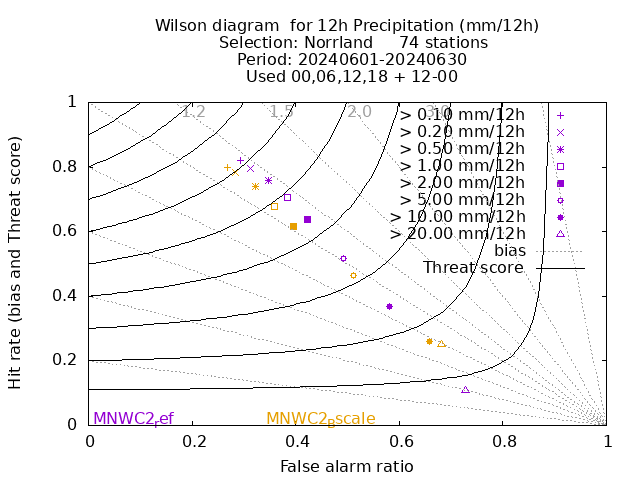 Wilson diagram  for 12h Precipitation (mm/12h)
Selection: Norrland     74 stations
Period: 20240601-20240630
Used 00,06,12,18 + 12-00
Hit rate (bias and Threat score)
1
0.8
0.6
0.4
0.2
0
1.2
1.5
2.0
3.0
> 0.10 mm/12h
> 0.20 mm/12h
> 0.50 mm/12h
> 1.00 mm/12h
> 2.00 mm/12h
> 5.00 mm/12h
> 10.00 mm/12h
> 20.00 mm/12h
bias
Threat score
MNWC2ref
MNWC2Bscale
0
0.2
0.4
0.6
0.8
1
False alarm ratio